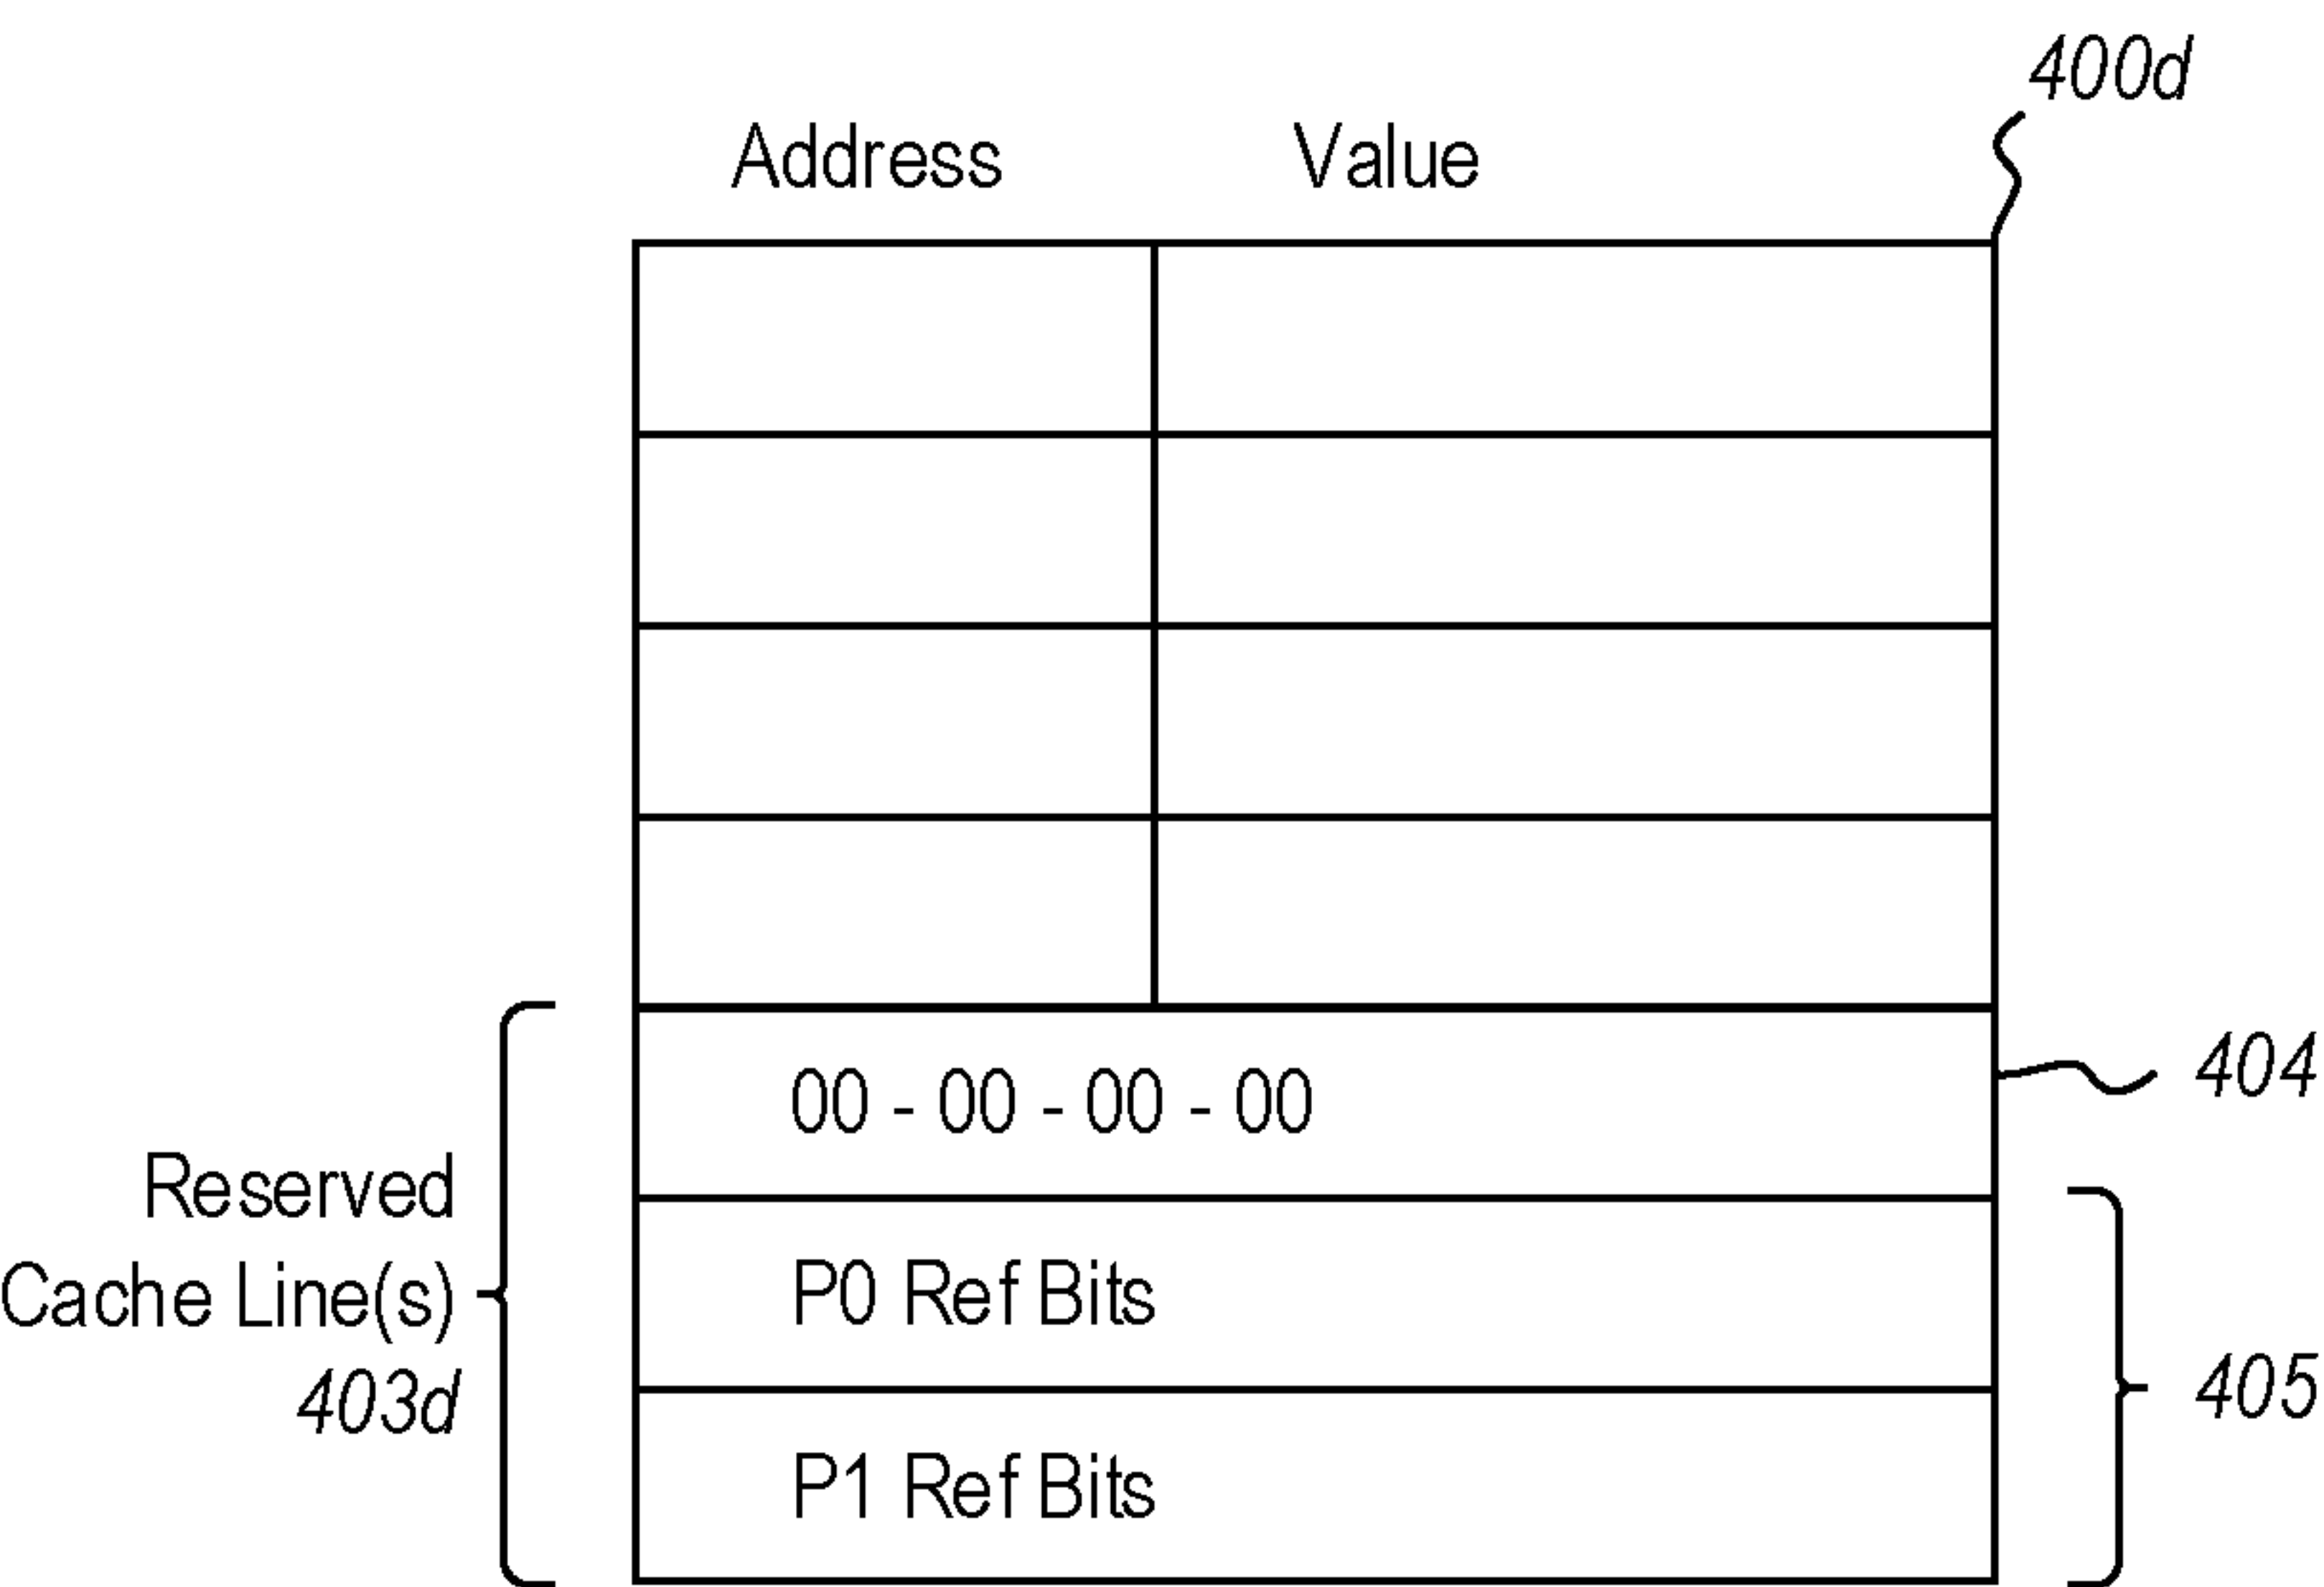 400d
Address Value
00 - 00 - 00 - 00
404
Reserved
Cache Line(s)
403d
P0 Ref Bits
P1 Ref Bits
405